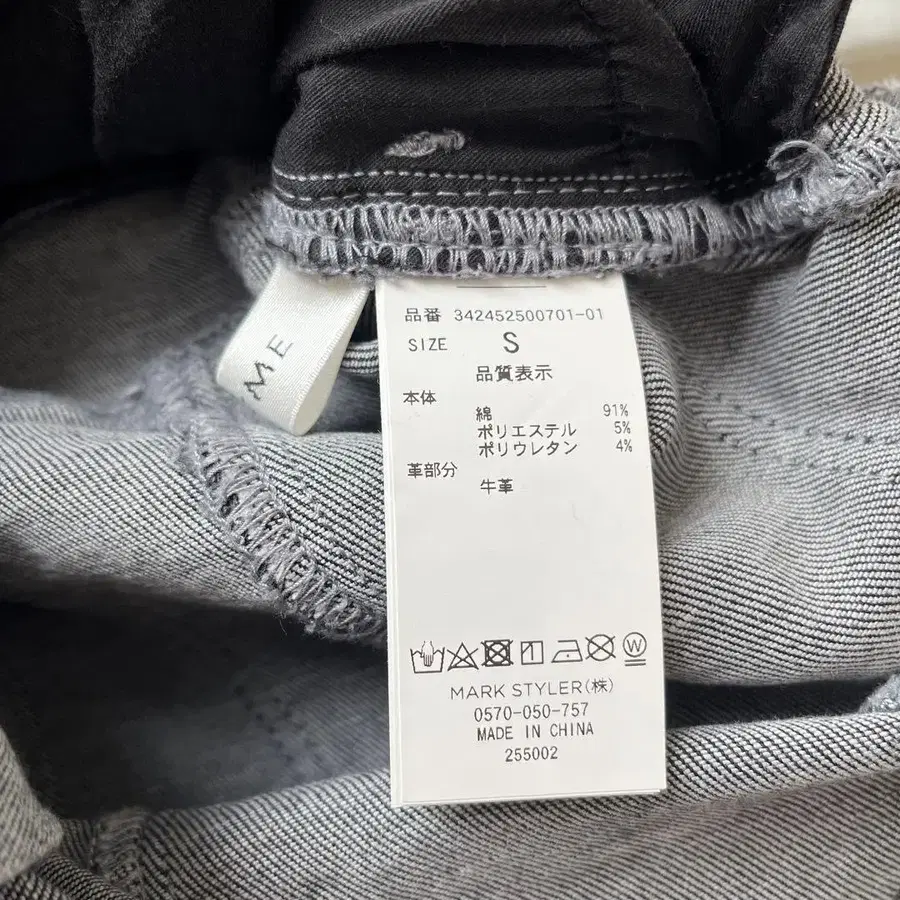 ME
品番 342452500701-01
SIZE S
品質表示
本体
綿 91%
ポリエステル 5%
ポリウレタン 4%
革部分
牛革
W
MARK STYLER(株)
0570-050-757
MADE IN CHINA
255002